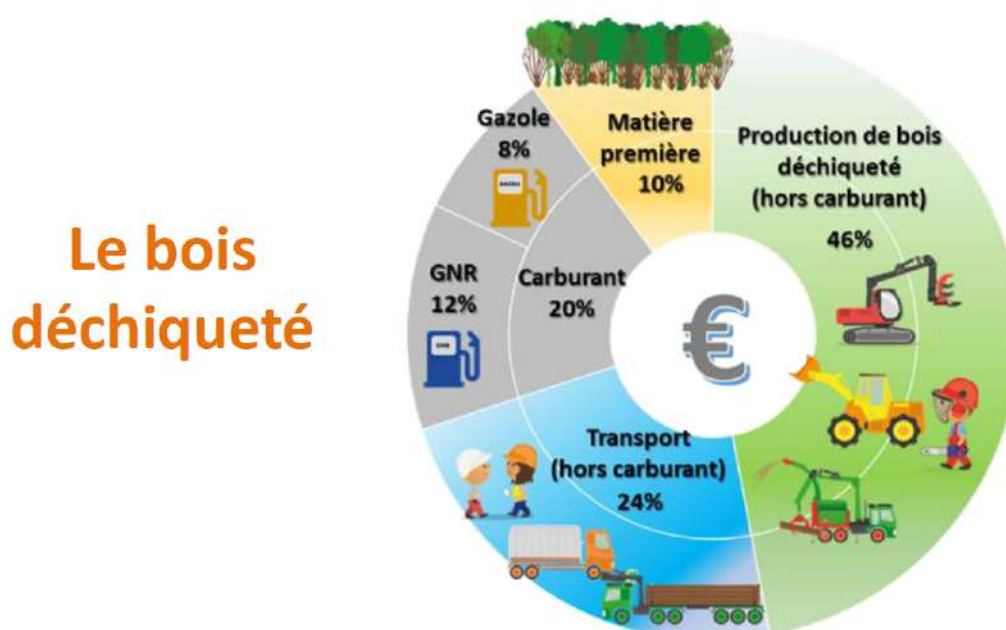 Le bois
déchiqueté
Gazole
8%
Matière
première
10%
Production de bois
déchiqueté
(hors carburant)
46%
GNR
12%
Carburant
20%
€
Transport
(hors carburant)
24%